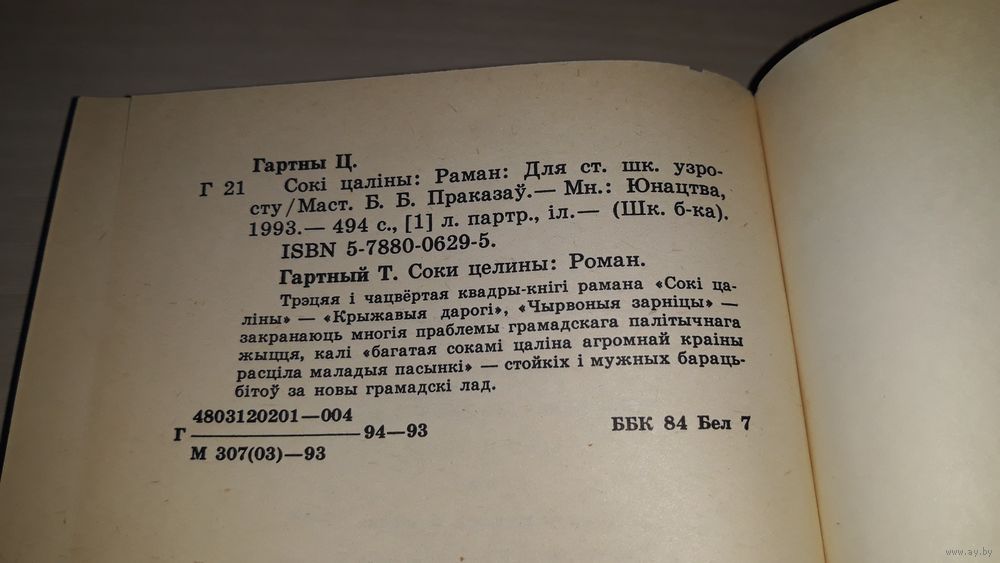 Гартны Ц.
Г 21 Сокі цаліны: Раман: Для ст. шк. узро-
сту/Маст. Б. Б. Праказаў.— Мн.: Юнацтва,
1993.— 494 с., [1] л. партр., іл.— (Шк. б-ка).
ISBN 5-7880-0629-5.
Гартный Т. Соки целины: Роман.
Трэцяя і чацвёртая квадры-кнігі рамана «Сокі ца-
ліны» — «Крыжавыя дарогі», «Чырвоныя зарніцы» —
закранаюць многія праблемы грамадскага палітычнага
жыцця, калі «багатая сокамі цаліна агромнай краіны
расціла маладыя пасынкі» — стойкіх і мужных бараць-
бітоў за новы грамадскі лад.
4803120201—004
Г ——— 94—93 ББК 84 Бел 7
М 307(03)—93
www.ay.by